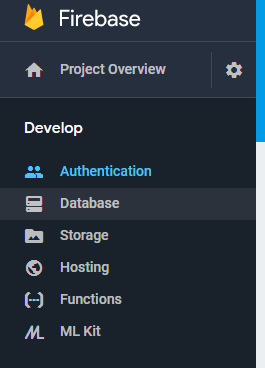 Firebase
Project Overview
Develop
Authentication
Database
Storage
Hosting
Functions
ML Kit